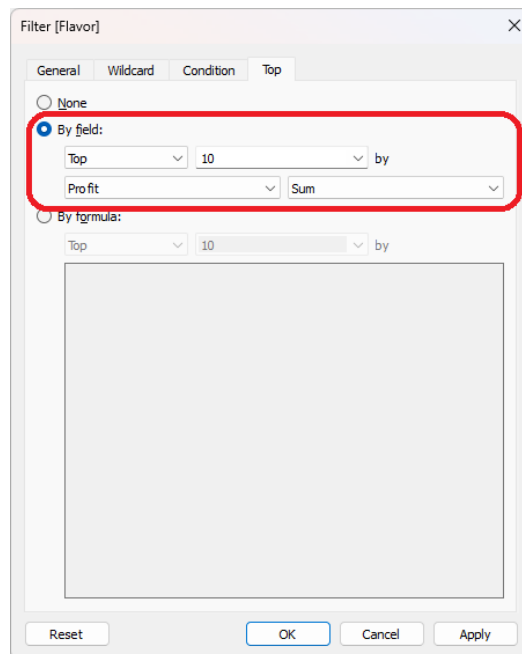 Filter [Flavor]
General Wildcard Condition Top
None
By field:
Top 10 by
Profit Sum
By formula:
Top 10 by
Reset OK Cancel Apply